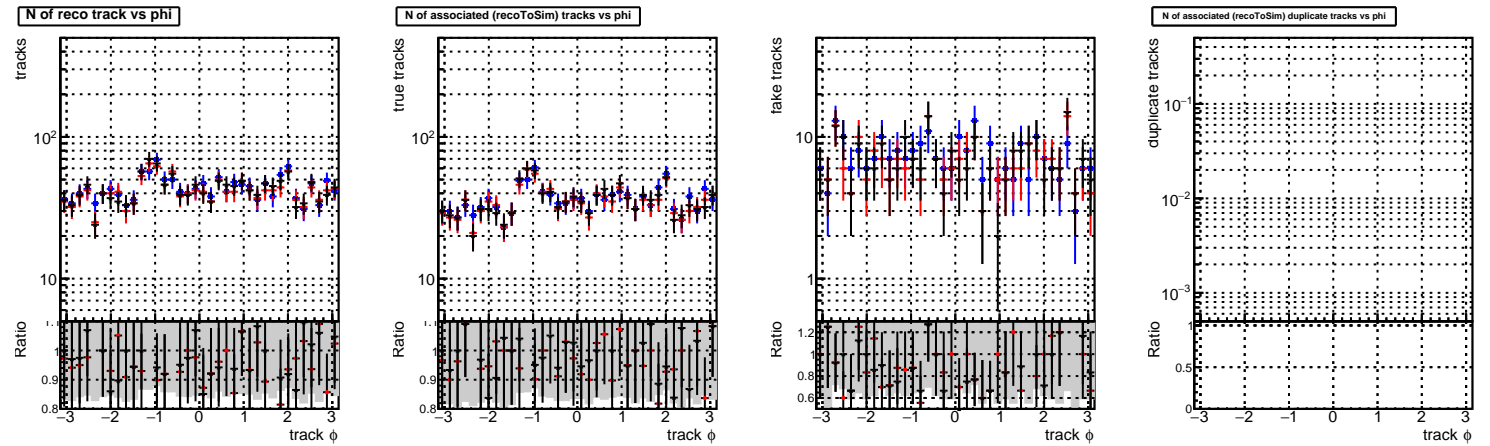 N of reco track vs phi
tracks
10²
10
Ratio
1.1
1
0.9
0.8
−3 −2 −1 0 1 2 3
track ϕ
N of associated (recoToSim) tracks vs phi
true tracks
10²
10
Ratio
1.1
1
0.9
0.8
−3 −2 −1 0 1 2 3
track ϕ
fake tracks
10
1
Ratio
1.2
1
0.8
0.6
−3 −2 −1 0 1 2 3
track ϕ
N of associated (recoToSim) duplicate tracks vs phi
duplicate tracks
10⁻¹
10⁻²
10⁻³
Ratio
1
0.5
0
−3 −2 −1 0 1 2 3
track ϕ